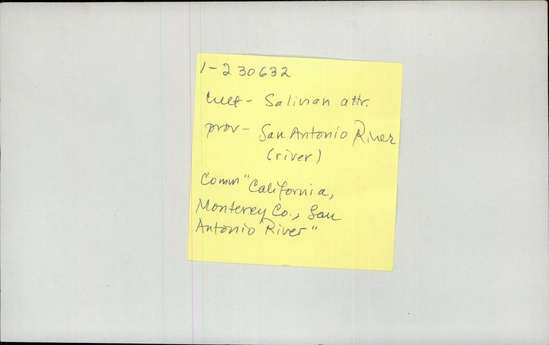 1-230632
cult - Salinan attr.
prov - San Antonio River
(river)
Comm "California,
Monterey Co., San
Antonio River"